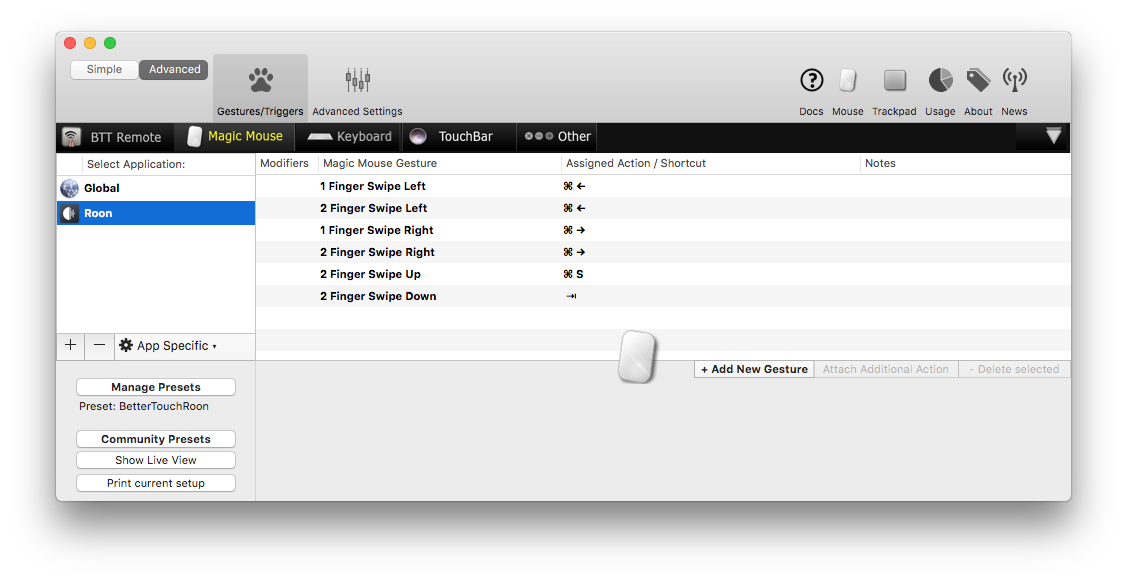 Simple Advanced
Gestures/Triggers Advanced Settings
Docs Mouse Trackpad Usage About News
BTT Remote Magic Mouse Keyboard TouchBar Other
Select Application: Modifiers Magic Mouse Gesture Assigned Action / Shortcut Notes
Global
Roon
1 Finger Swipe Left ⌘ ←
2 Finger Swipe Left ⌘ ←
1 Finger Swipe Right ⌘ →
2 Finger Swipe Right ⌘ →
2 Finger Swipe Up ⌘ S
2 Finger Swipe Down ⇥
+ − App Specific ▾
+ Add New Gesture Attach Additional Action - Delete selected
Manage Presets
Preset: BetterTouchRoon
Community Presets
Show Live View
Print current setup